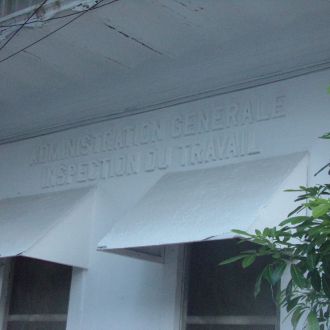 ADMINISTRATION GENERALE
INSPECTION DU TRAVAIL